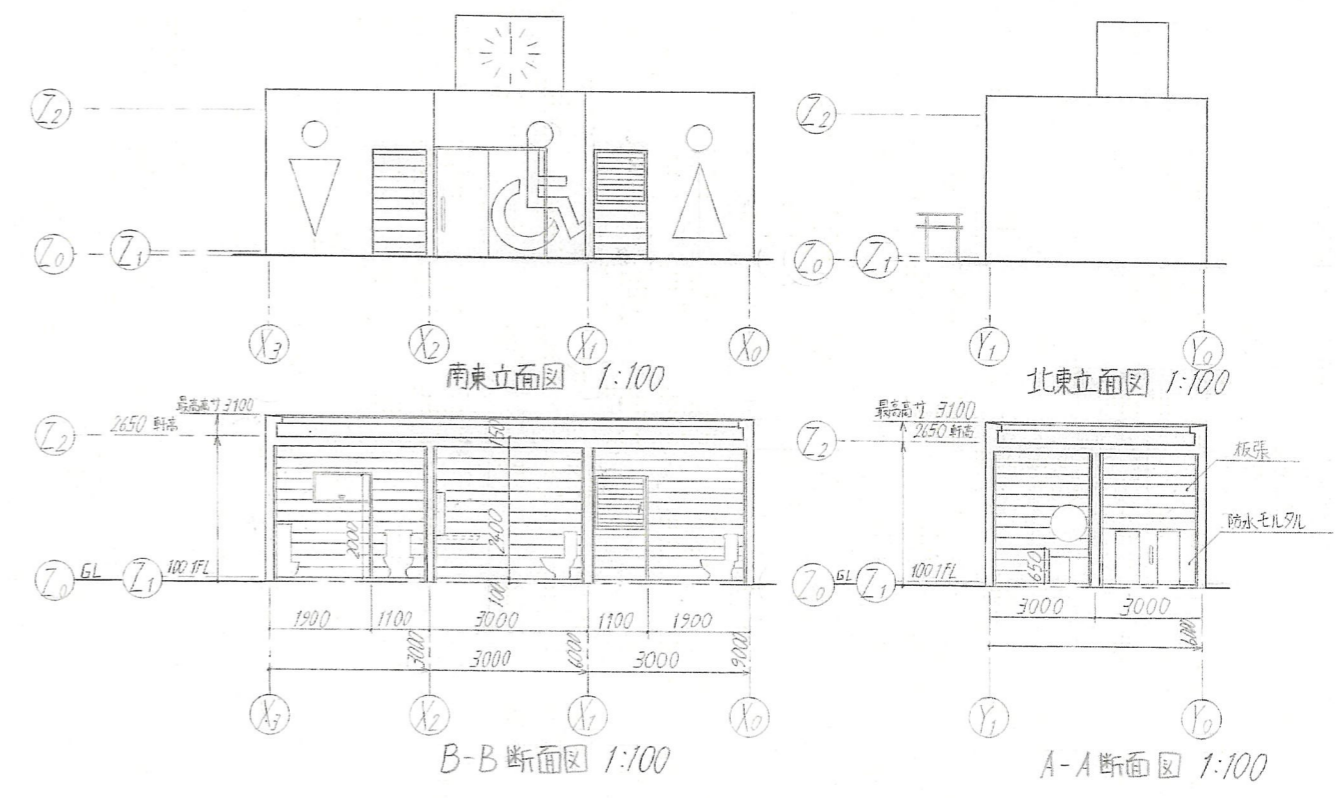 Z2
Z0 Z1
X3 X2 X1 X0
南東立面図 1:100
Z2
Z0 Z1
Y1 Y0
北東立面図 1:100
最高高サ 3100
Z2 2650 軒高
150
2000
2400
Z0 GL Z1 100 1FL
100
1900 1100 3000 1100 1900
3000 3000 6000 3000 9000
X3 X2 X1 X0
B-B 断面図 1:100
最高高サ 3100
Z2 2650 軒高
板張
防水モルタル
650
Z0 GL Z1 100 1FL
3000 3000
6000
Y1 Y0
A-A 断面図 1:100